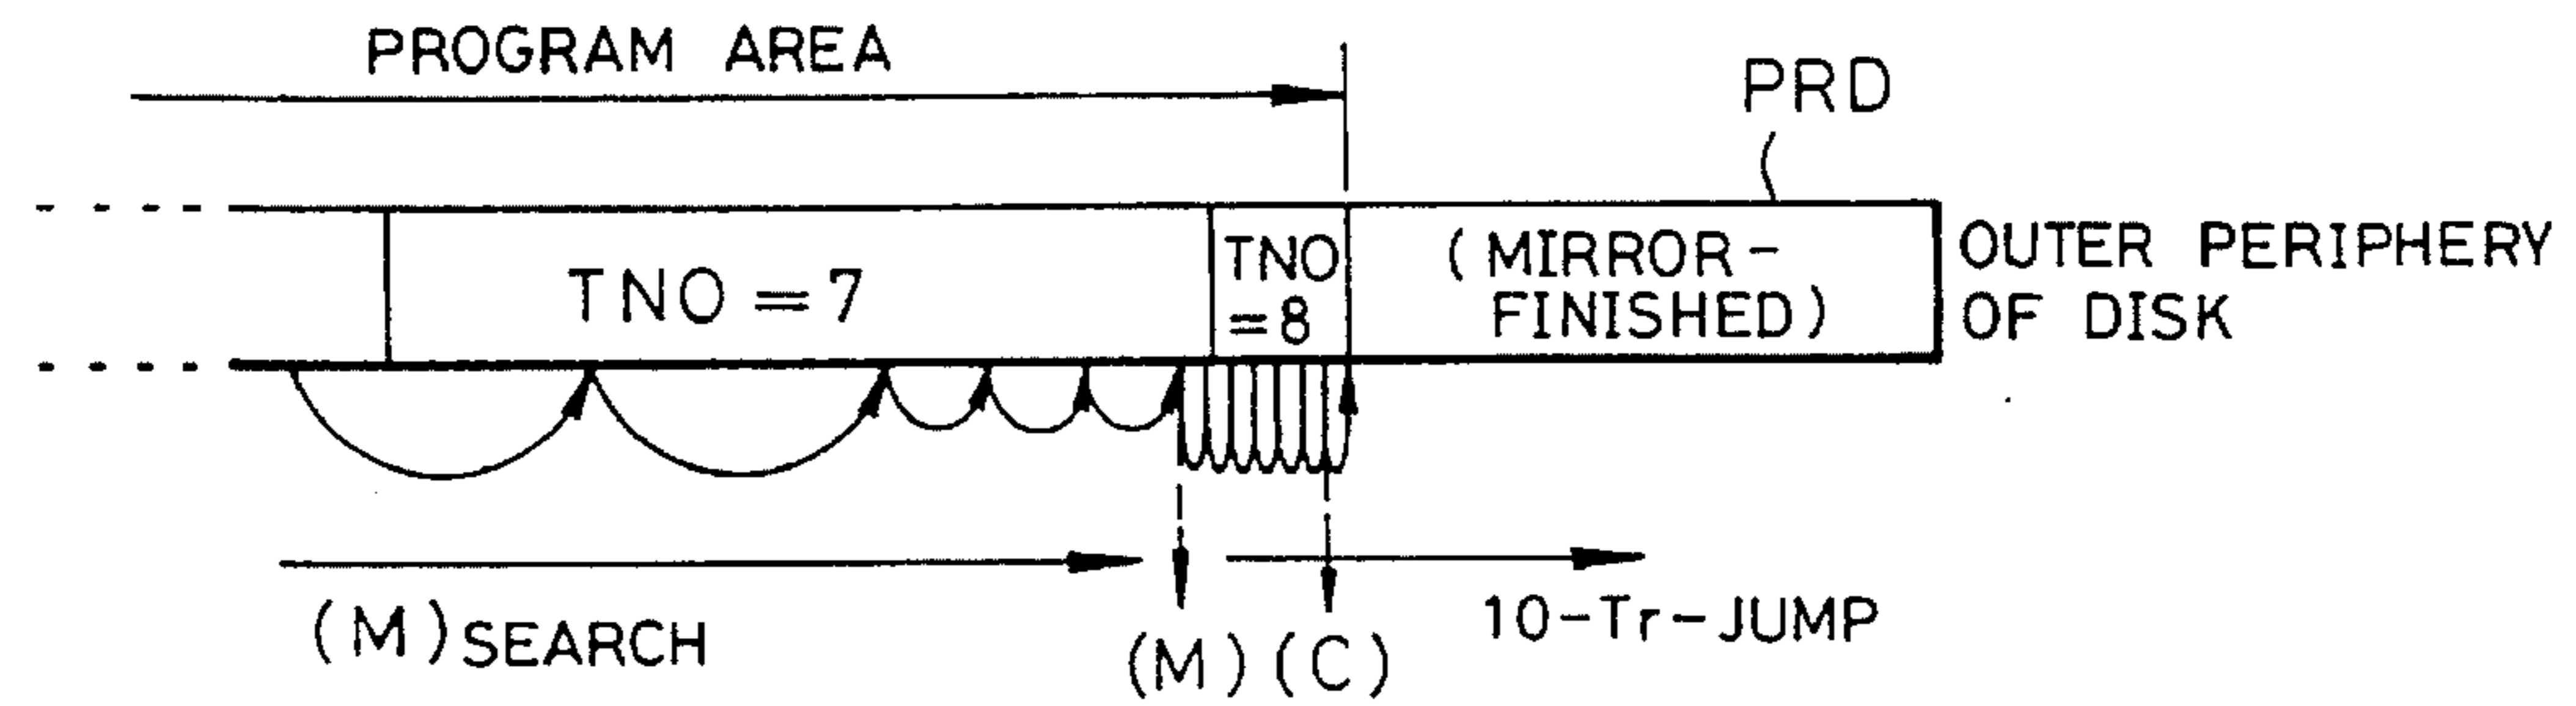 PROGRAM AREA
PRD
TNO = 7
TNO
= 8
(MIRROR-
FINISHED)
OUTER PERIPHERY
OF DISK
(M) SEARCH
(M) (C)
10-Tr-JUMP